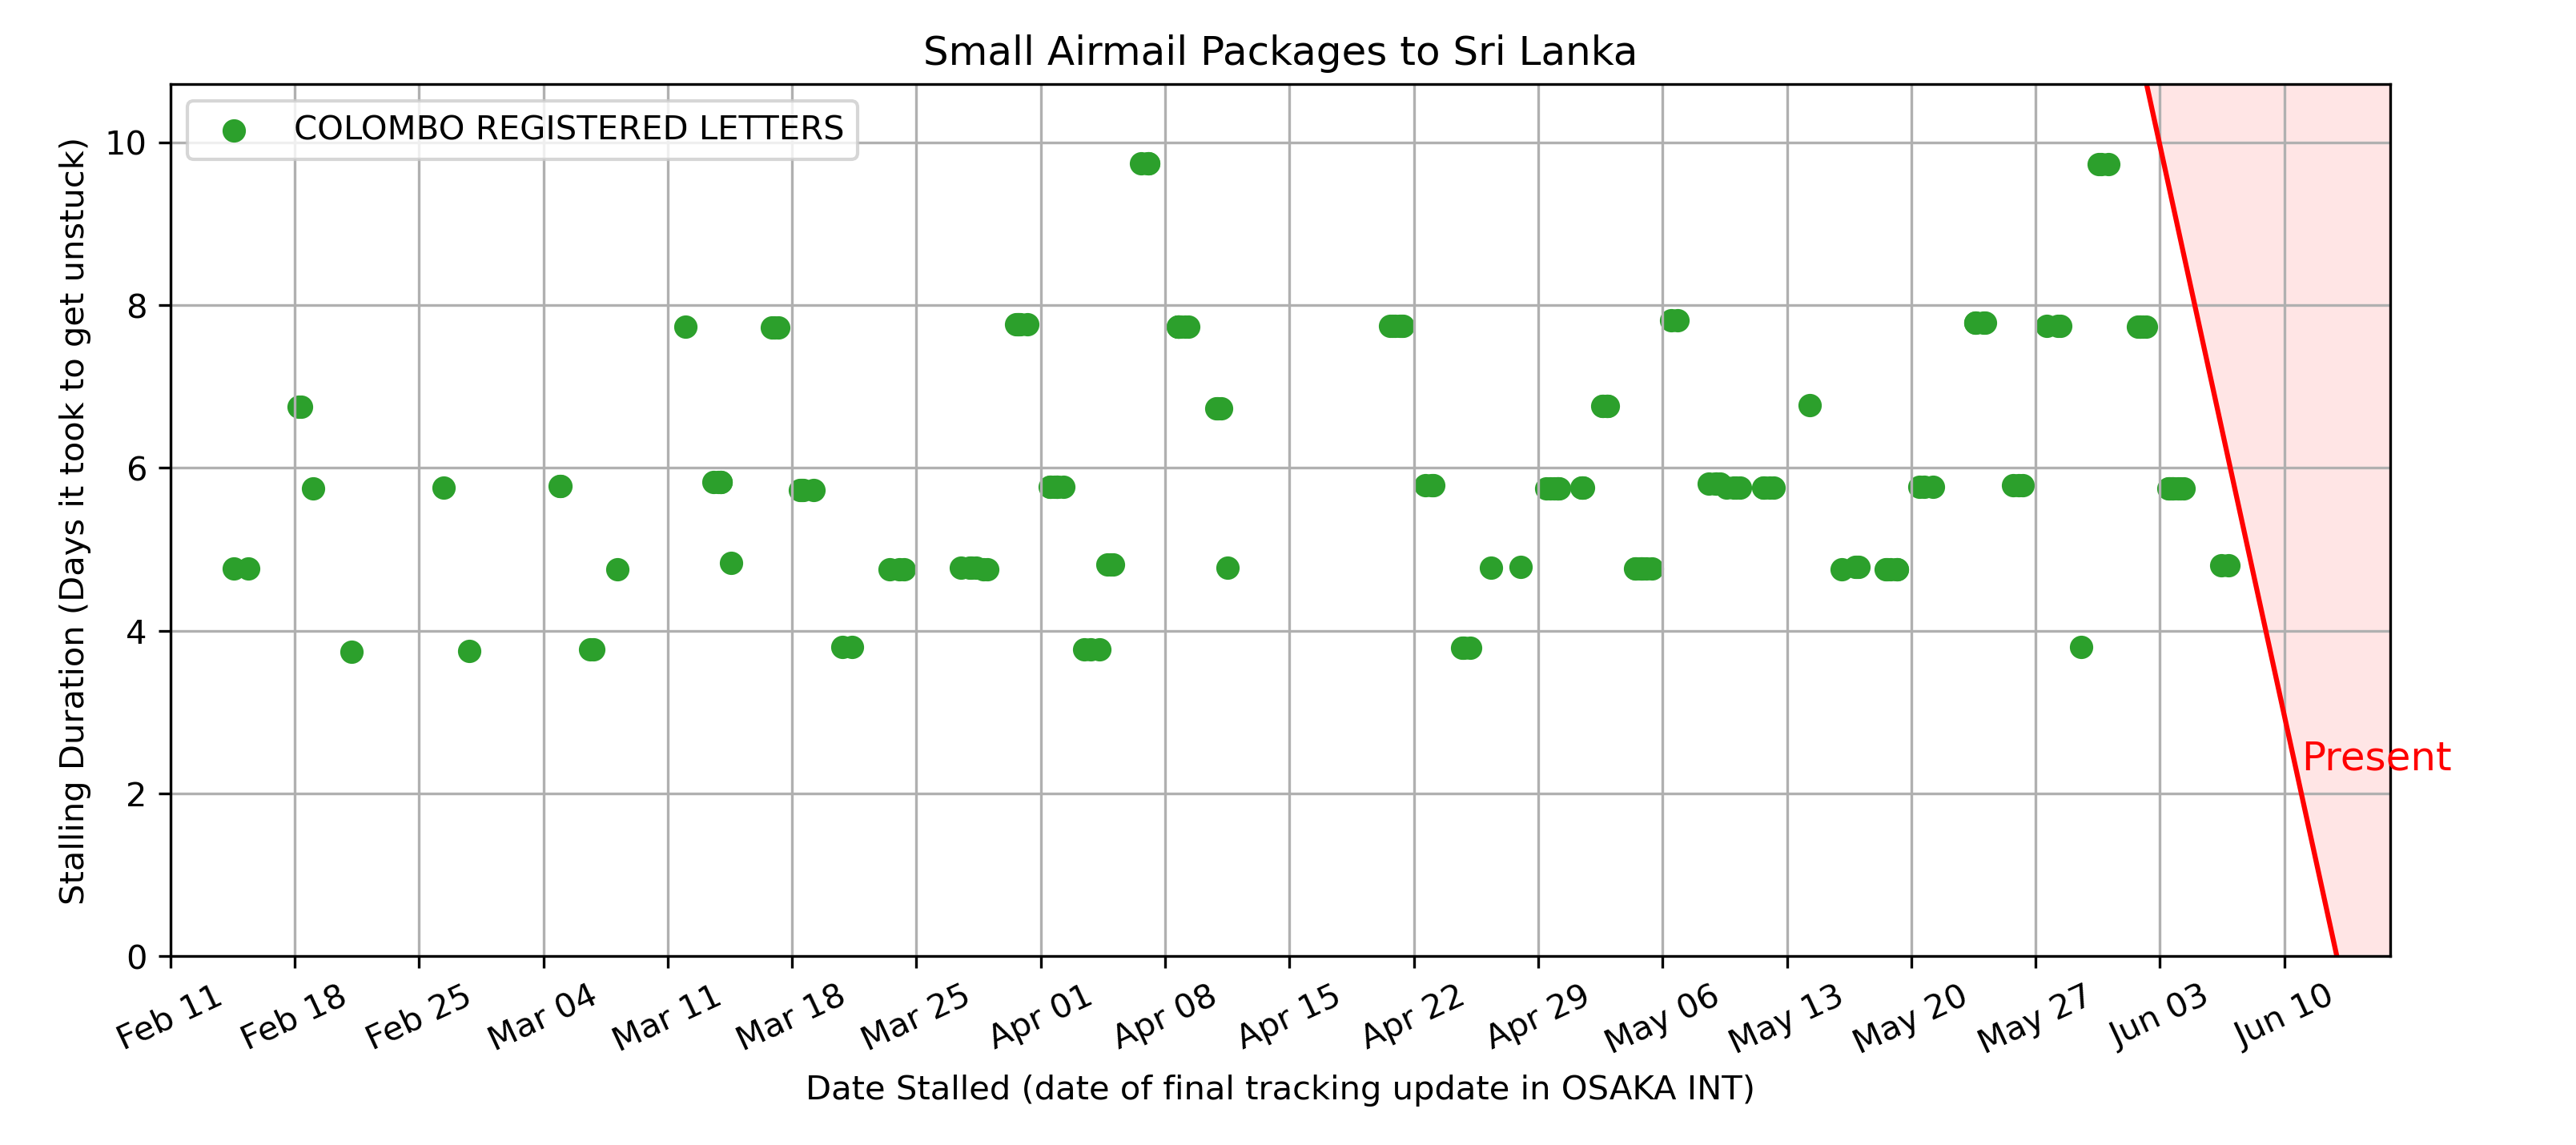 Small Airmail Packages to Sri Lanka
COLOMBO REGISTERED LETTERS
Stalling Duration (Days it took to get unstuck)
10
8
6
4
2
0
Present
Feb 11 Feb 18 Feb 25 Mar 04 Mar 11 Mar 18 Mar 25 Apr 01 Apr 08 Apr 15 Apr 22 Apr 29 May 06 May 13 May 20 May 27 Jun 03 Jun 10
Date Stalled (date of final tracking update in OSAKA INT)